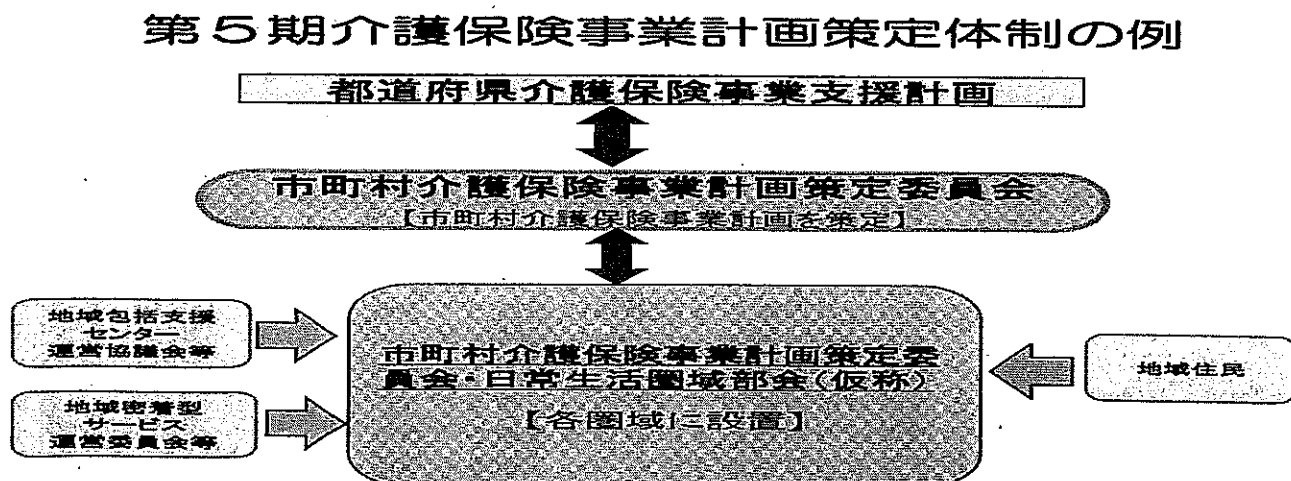 第5期介護保険事業計画策定体制の例
都道府県介護保険事業支援計画
市町村介護保険事業計画策定委員会
【市町村介護保険事業計画を策定】
地域包括支援
センター
運営協議会等
市町村介護保険事業計画策定委
員会・日常生活圏域部会(仮称)
【各圏域に設置】
地域住民
地域密着型
サービス
運営委員会等